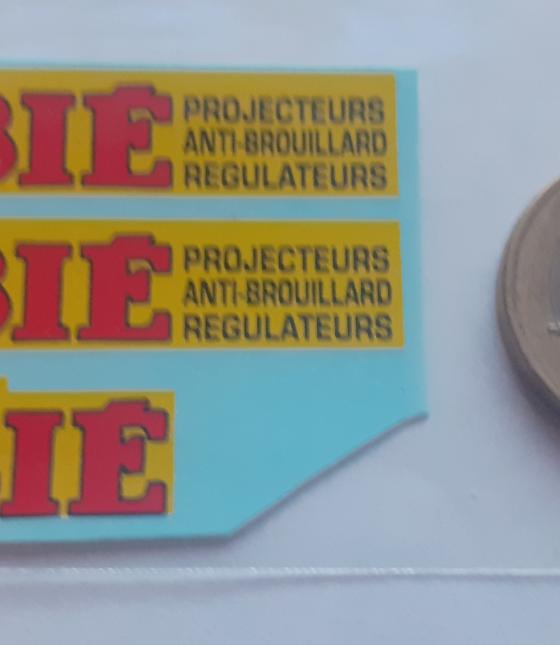 BIÉ PROJECTEURS
ANTI-BROUILLARD
REGULATEURS
BIÉ PROJECTEURS
ANTI-BROUILLARD
REGULATEURS
IÉ